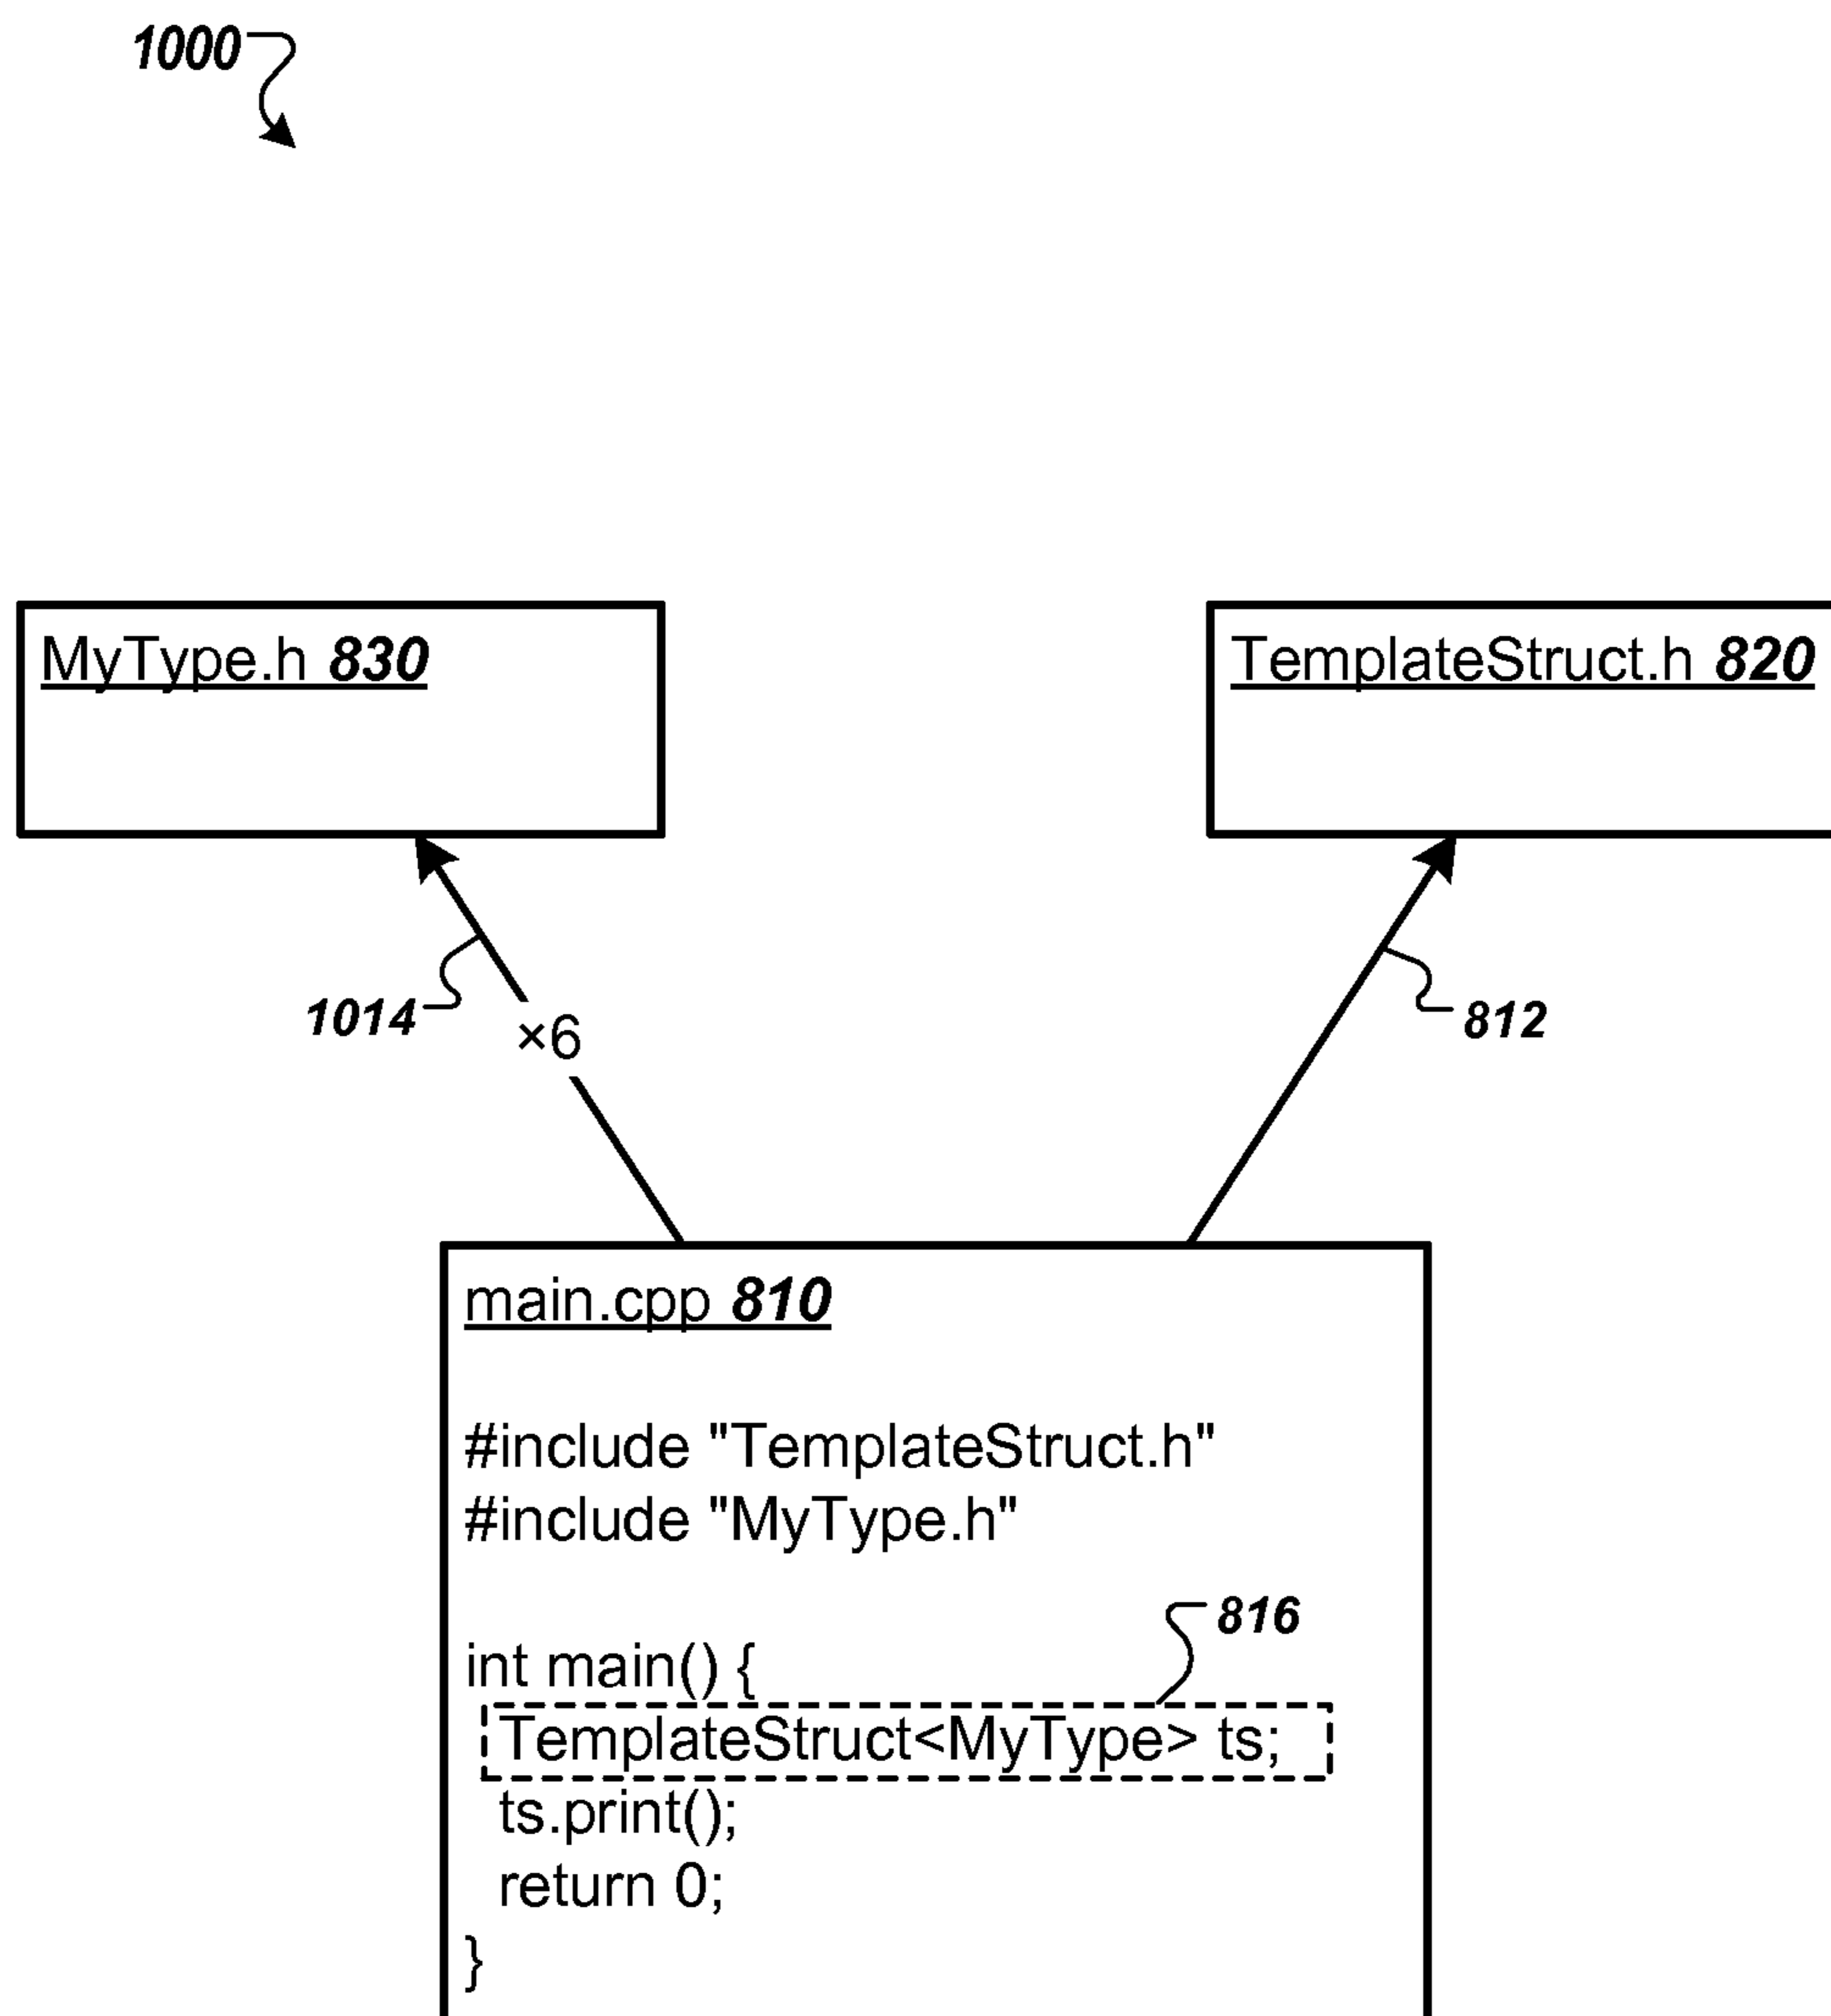 1000
MyType.h 830
TemplateStruct.h 820
1014
×6
812
main.cpp 810
#include "TemplateStruct.h"
#include "MyType.h"
816
int main() {
TemplateStruct<MyType> ts;
ts.print();
return 0;
}